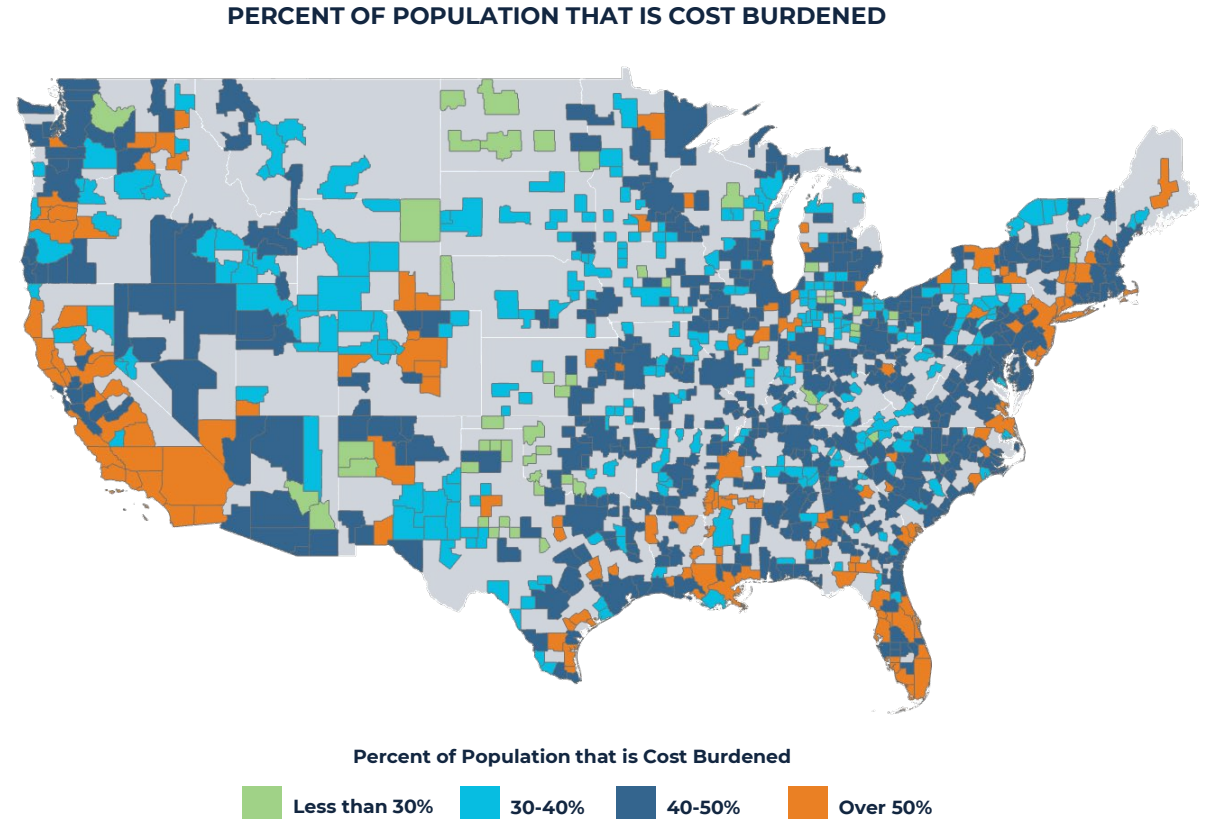 PERCENT OF POPULATION THAT IS COST BURDENED
Percent of Population that is Cost Burdened
Less than 30%
30-40%
40-50%
Over 50%